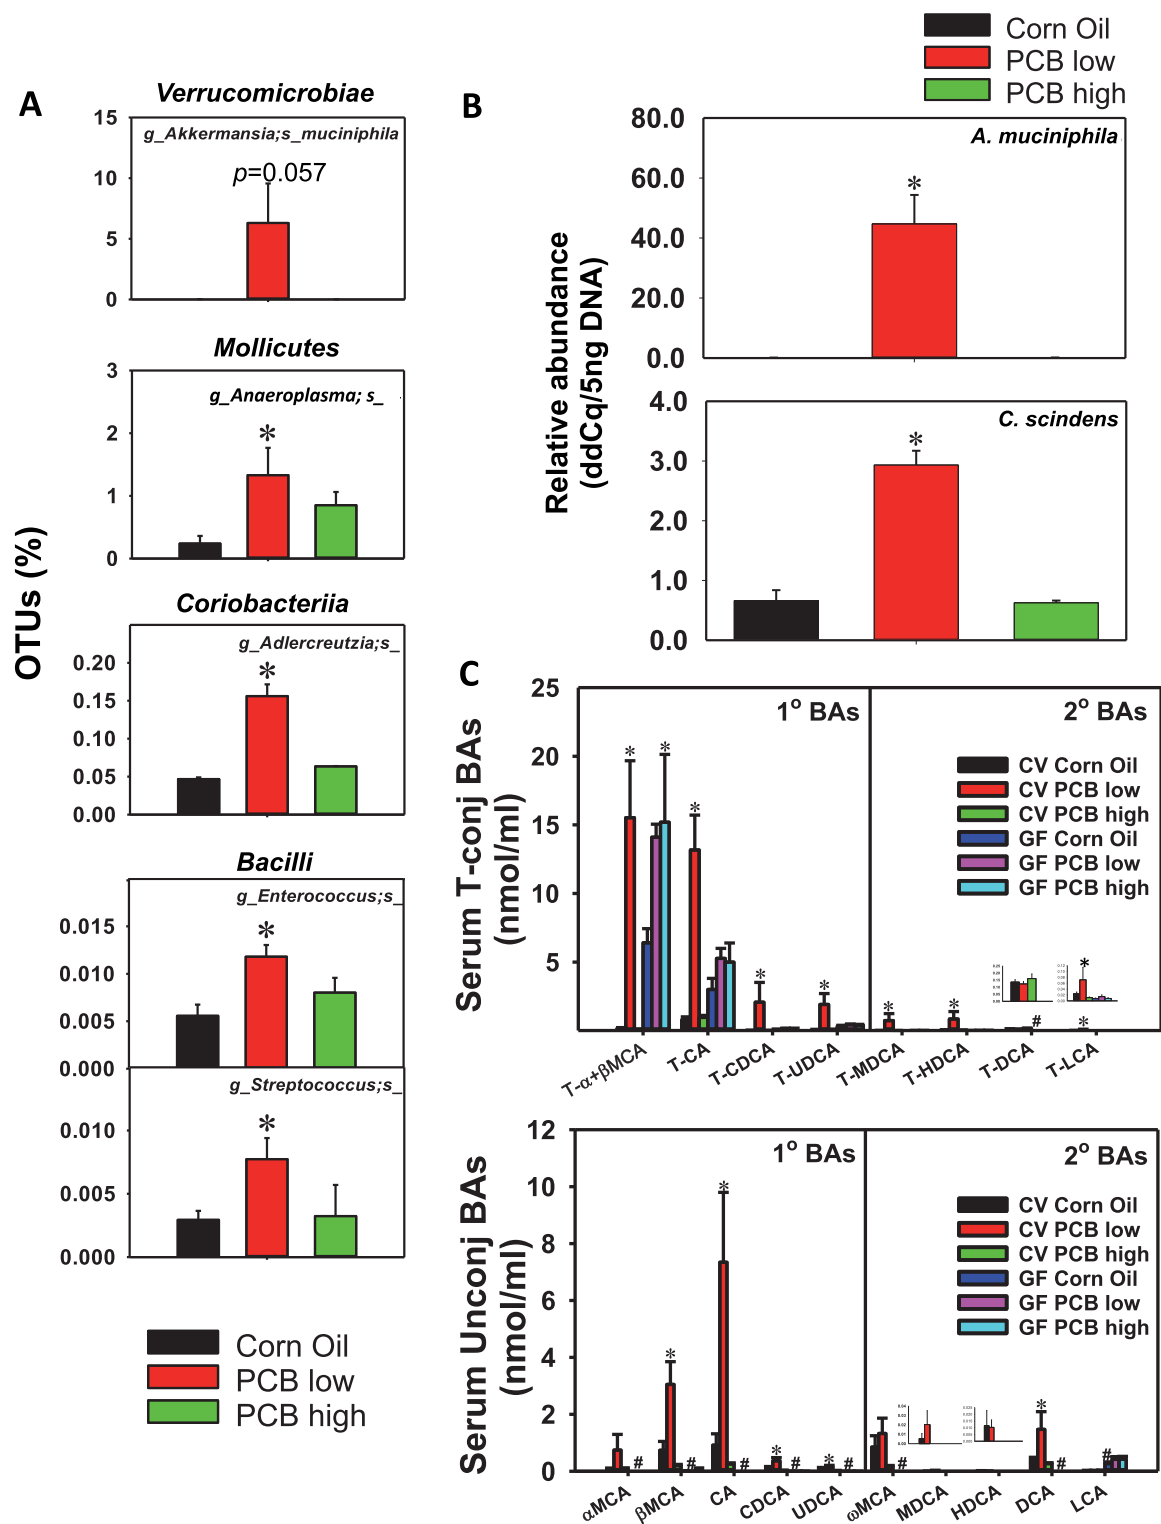 Corn Oil
PCB low
PCB high
A
Verrucomicrobiae
15
g_Akkermansia;s_muciniphila
p=0.057
10
5
0
Mollicutes
3
g_Anaeroplasma; s_
*
2
1
0
Coriobacteriia
g_Adlercreutzia;s_
*
0.20
0.15
0.10
0.05
0.00
Bacilli
g_Enterococcus;s_
*
0.015
0.010
0.005
0.000
g_Streptococcus;s_
*
0.010
0.005
0.000
OTUs (%)
Corn Oil
PCB low
PCB high
B
80.0
A. muciniphila
*
60.0
40.0
20.0
0.0
4.0
C. scindens
*
3.0
2.0
1.0
0.0
Relative abundance
(ddCq/5ng DNA)
C
25
1° BAs
2° BAs
20
15
10
5
Serum T-conj BAs
(nmol/ml)
CV Corn Oil
CV PCB low
CV PCB high
GF Corn Oil
GF PCB low
GF PCB high
* * * * * * * # * *
T-α+βMCA
T-CA
T-CDCA
T-UDCA
T-MDCA
T-HDCA
T-DCA
T-LCA
12
1° BAs
2° BAs
10
8
6
4
2
0
Serum Unconj BAs
(nmol/ml)
CV Corn Oil
CV PCB low
CV PCB high
GF Corn Oil
GF PCB low
GF PCB high
# * # * # * # * # # * # #
αMCA
βMCA
CA
CDCA
UDCA
ωMCA
MDCA
HDCA
DCA
LCA